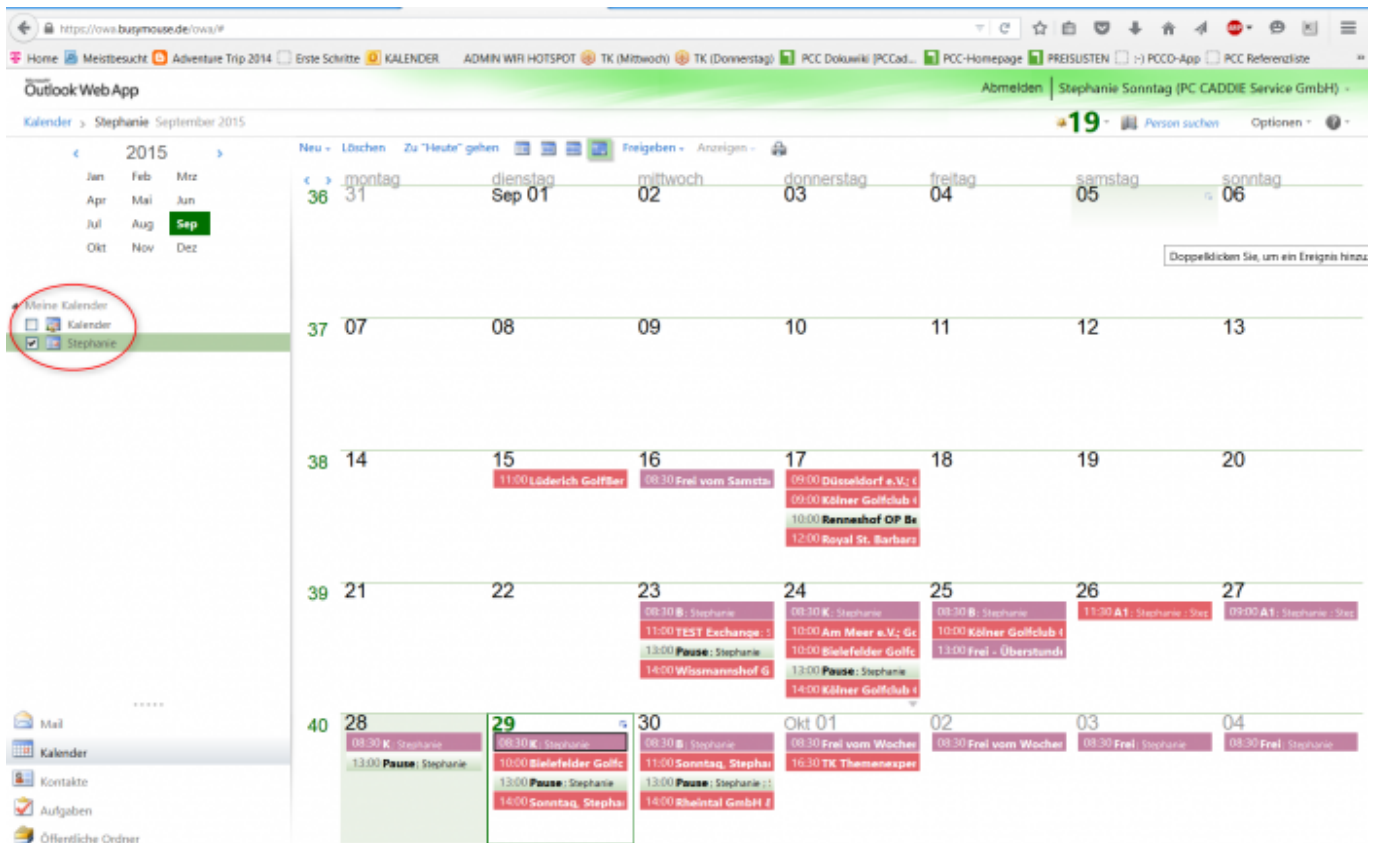 https://owa.busymouse.de/owa/#
Home Meistbesucht Adventure Trip 2014 Erste Schritte KALENDER ADMIN WIFI HOTSPOT TK (Mittwoch) TK (Donnerstag) PCC Dokuwiki [PCCad... PCC-Homepage PREISLISTEN :-) PCCO-App PCC Referenzliste
Microsoft
Outlook Web App
Abmelden Stephanie Sonntag (PC CADDIE Service GmbH)
Kalender > Stephanie September 2015
19 Person suchen Optionen
2015
Jan Feb Mrz
Apr Mai Jun
Jul Aug Sep
Okt Nov Dez
Meine Kalender
Kalender
Stephanie
Neu Löschen Zu "Heute" gehen Freigeben Anzeigen
montag dienstag mittwoch donnerstag freitag samstag sonntag
36 31 Sep 01 02 03 04 05 06
Doppelklicken Sie, um ein Ereignis hinzu
37 07 08 09 10 11 12 13
38 14 15 16 17 18 19 20
11:00 Lüderich GolfBer
08:30 Frei vom Samsta
09:00 Düsseldorf e.V.;
09:00 Kölner Golfclub
10:00 Renneshof OP Be
12:00 Royal St. Barbara
39 21 22 23 24 25 26 27
08:30 B: Stephanie
11:00 TEST Exchange:
13:00 Pause: Stephanie
14:00 Wissmannshof G
08:30 K: Stephanie
10:00 Am Meer e.V.; Go
10:00 Bielefelder Golfc
13:00 Pause: Stephanie
14:00 Kölner Golfclub
08:30 B: Stephanie
10:00 Kölner Golfclub
13:00 Frei - Überstunde
11:30 A1: Stephanie: Step
09:00 A1: Stephanie: Step
40 28 29 30 Okt 01 02 03 04
08:30 K: Stephanie
13:00 Pause: Stephanie
08:30 K: Stephanie
10:00 Bielefelder Golfc
13:00 Pause: Stephanie
14:00 Sonntag, Stepha
08:30 B: Stephanie
11:00 Sonntag, Stepha
13:00 Pause: Stephanie:
14:00 Rheintal GmbH &
08:30 Frei vom Wochen
16:30 TK Themenexper
08:30 Frei vom Wochen
08:30 Frei: Stephanie
08:30 Frei: Stephanie
Mail
Kalender
Kontakte
Aufgaben
Öffentliche Ordner